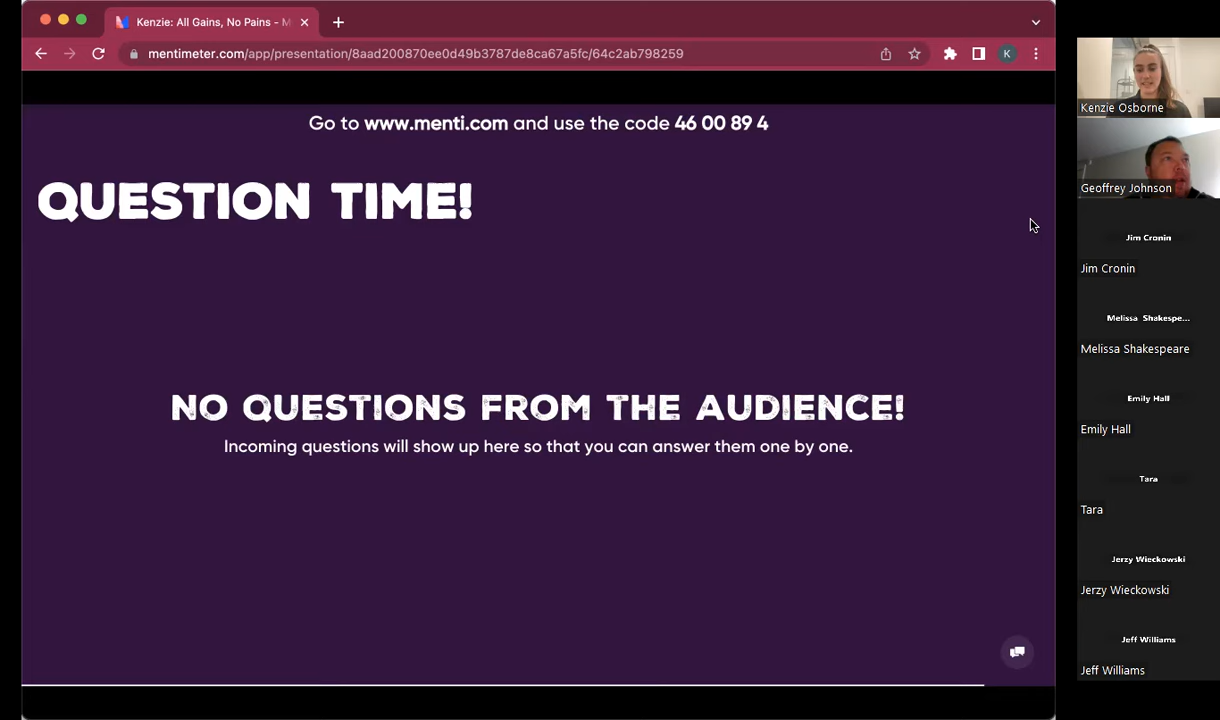 Kenzie: All Gains, No Pains - M
mentimeter.com/app/presentation/8aad200870ee0d49b3787de8ca67a5fc/64c2ab798259
K
Go to www.menti.com and use the code 46 00 89 4
QUESTION TIME!
NO QUESTIONS FROM THE AUDIENCE!
Incoming questions will show up here so that you can answer them one by one.
Kenzie Osborne
Geoffrey Johnson
Jim Cronin
Jim Cronin
Melissa Shakespe...
Melissa Shakespeare
Emily Hall
Emily Hall
Tara
Tara
Jerzy Wieckowski
Jerzy Wieckowski
Jeff Williams
Jeff Williams